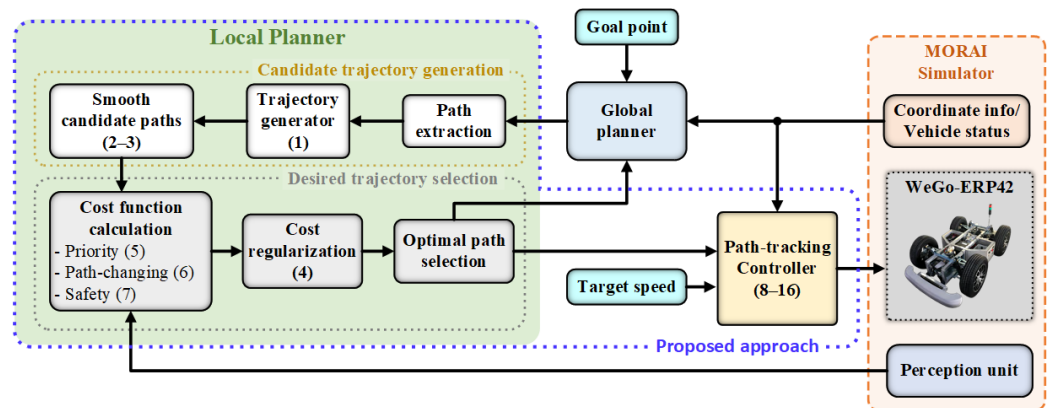 Local Planner
Candidate trajectory generation
Smooth
candidate paths
(2–3)
Trajectory
generator
(1)
Path
extraction
Desired trajectory selection
Cost function
calculation
- Priority (5)
- Path-changing (6)
- Safety (7)
Cost
regularization
(4)
Optimal path
selection
Goal point
Global
planner
Target speed
Path-tracking
Controller
(8–16)
Proposed approach
MORAI
Simulator
Coordinate info/
Vehicle status
WeGo-ERP42
Perception unit